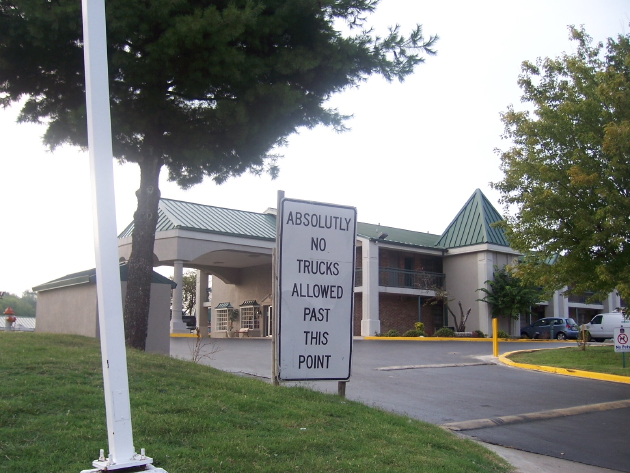 ABSOLUTLY
NO
TRUCKS
ALLOWED
PAST
THIS
POINT